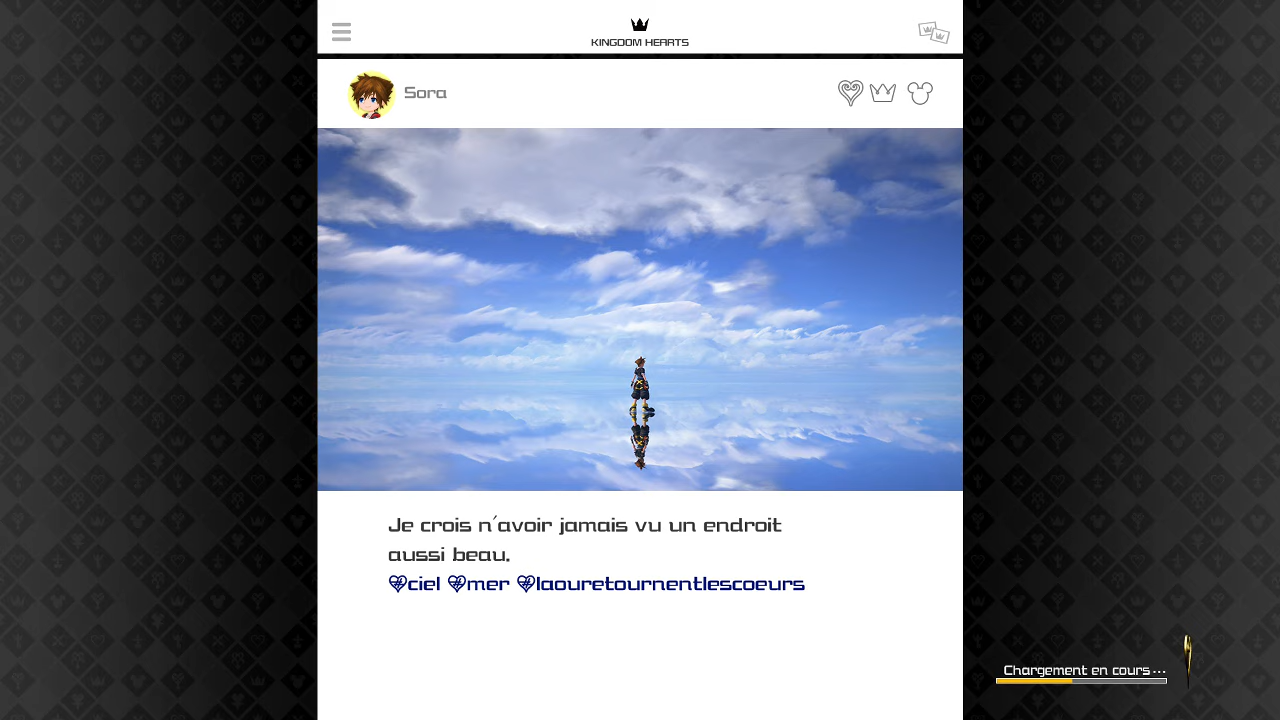 KINGDOM HEARTS
Sora
Je crois n'avoir jamais vu un endroit
aussi beau.
ciel mer laouretournentlescoeurs
Chargement en cours...